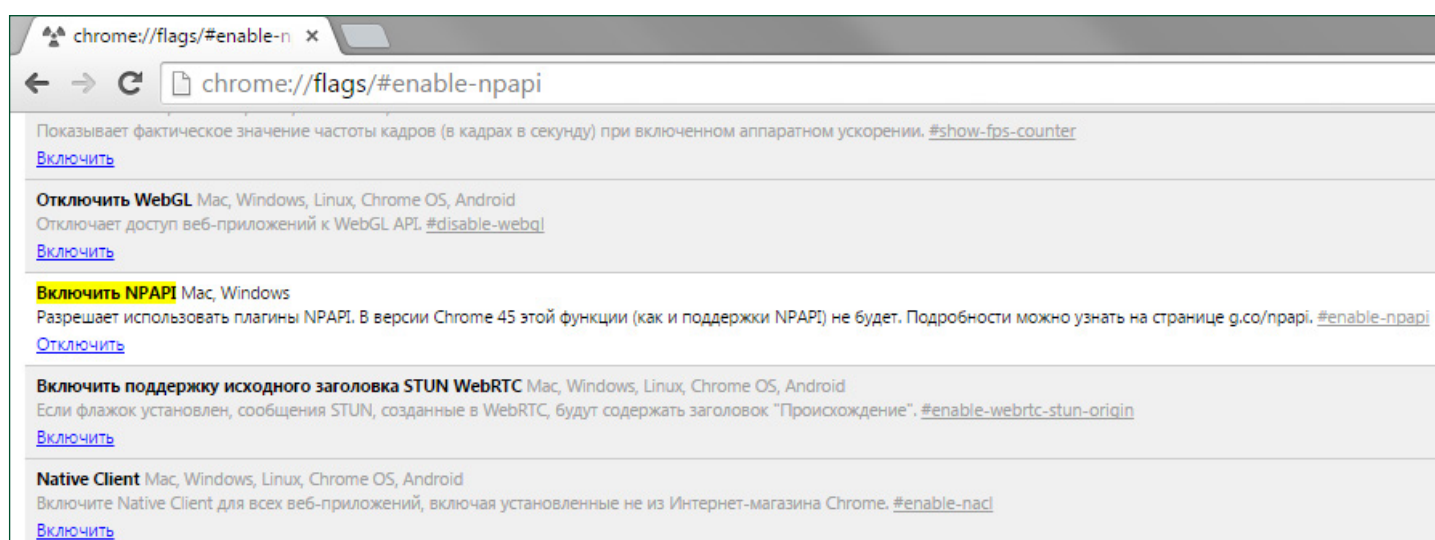 chrome://flags/#enable-n
chrome://flags/#enable-npapi
Показывает фактическое значение частоты кадров (в кадрах в секунду) при включенном аппаратном ускорении. #show-fps-counter
Включить
Отключить WebGL Mac, Windows, Linux, Chrome OS, Android
Отключает доступ веб-приложений к WebGL API. #disable-webgl
Включить
Включить NPAPI Mac, Windows
Разрешает использовать плагины NPAPI. В версии Chrome 45 этой функции (как и поддержки NPAPI) не будет. Подробности можно узнать на странице g.co/npapi. #enable-npapi
Отключить
Включить поддержку исходного заголовка STUN WebRTC Mac, Windows, Linux, Chrome OS, Android
Если флажок установлен, сообщения STUN, созданные в WebRTC, будут содержать заголовок "Происхождение". #enable-webrtc-stun-origin
Включить
Native Client Mac, Windows, Linux, Chrome OS, Android
Включите Native Client для всех веб-приложений, включая установленные не из Интернет-магазина Chrome. #enable-nacl
Включить